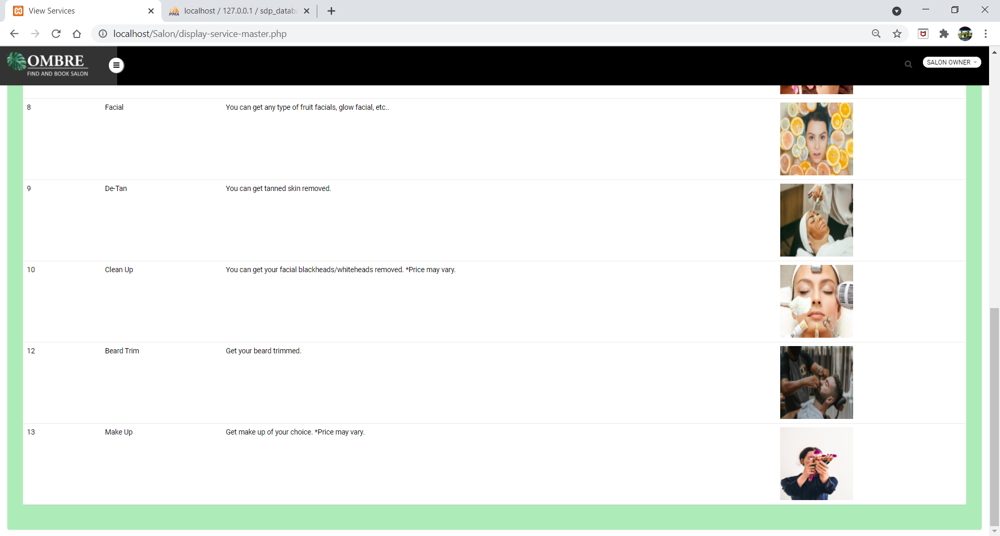 View Services
localhost / 127.0.0.1 / sdp_datab
localhost/Salon/display-service-master.php
OMBRE
FIND AND BOOK SALON
SALON OWNER
8 Facial You can get any type of fruit facials, glow facial, etc..
9 De-Tan You can get tanned skin removed.
10 Clean Up You can get your facial blackheads/whiteheads removed. *Price may vary.
12 Beard Trim Get your beard trimmed.
13 Make Up Get make up of your choice. *Price may vary.